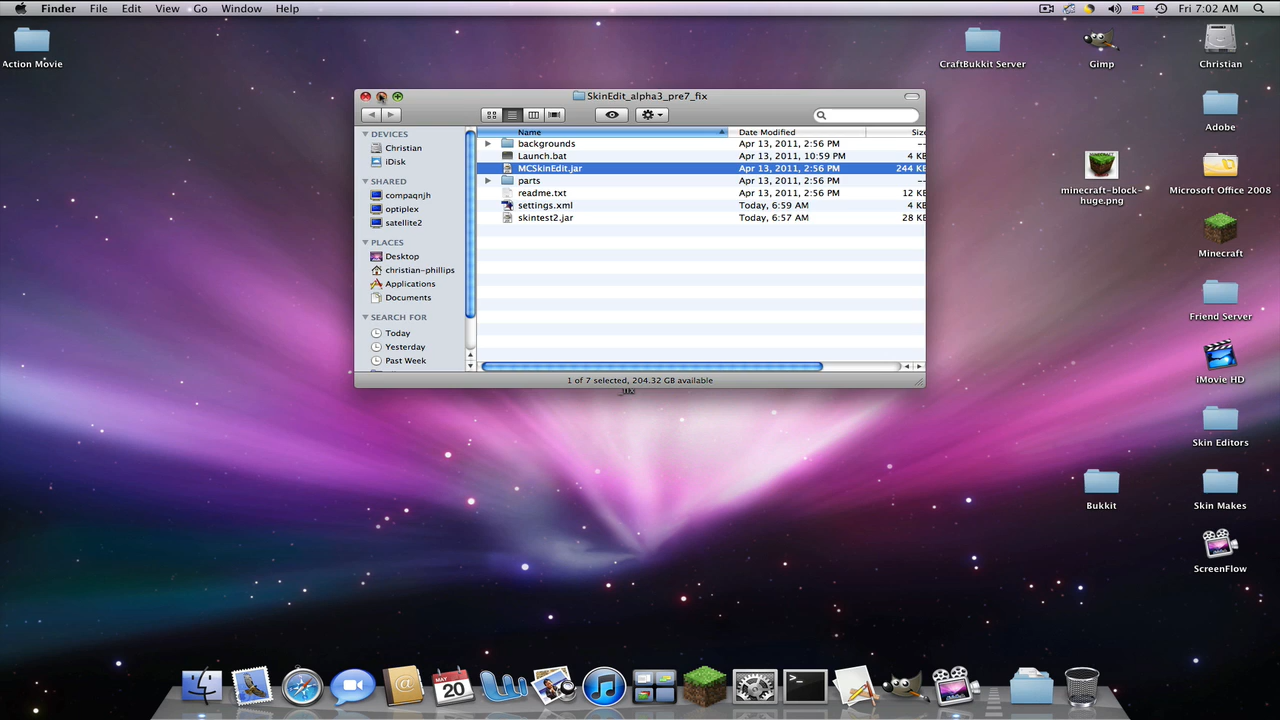 Finder File Edit View Go Window Help Fri 7:02 AM
Action Movie
CraftBukkit Server
Gimp
Christian
Adobe
minecraft-block-huge.png
Microsoft Office 2008
Minecraft
Friend Server
iMovie HD
Skin Editors
Bukkit
Skin Makes
ScreenFlow
SkinEdit_alpha3_pre7_fix
Name Date Modified Size
backgrounds Apr 13, 2011, 2:56 PM --
Launch.bat Apr 13, 2011, 10:59 PM 4 KB
MCSkinEdit.jar Apr 13, 2011, 2:56 PM 244 KB
parts Apr 13, 2011, 2:56 PM --
readme.txt Apr 13, 2011, 2:56 PM 12 KB
settings.xml Today, 6:59 AM 4 KB
skintest2.jar Today, 6:57 AM 28 KB
DEVICES
Christian
iDisk
SHARED
compaqnjh
optiplex
satellite2
PLACES
Desktop
christian-phillips
Applications
Documents
SEARCH FOR
Today
Yesterday
Past Week
1 of 7 selected, 204.32 GB available
_fix
MAY
20